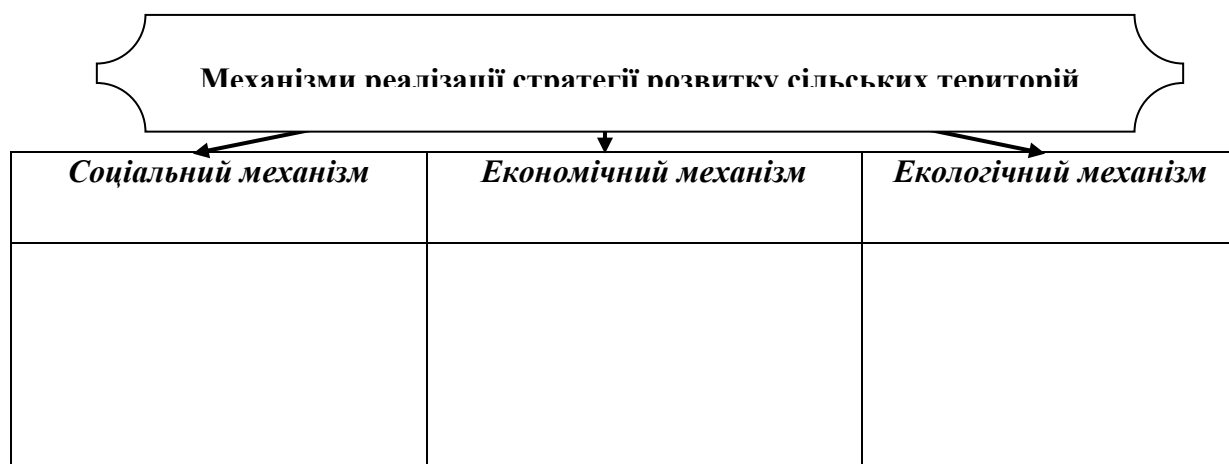 Механізми реалізації стратегії розвитку сільських територій
Соціальний механізм
Економічний механізм
Екологічний механізм